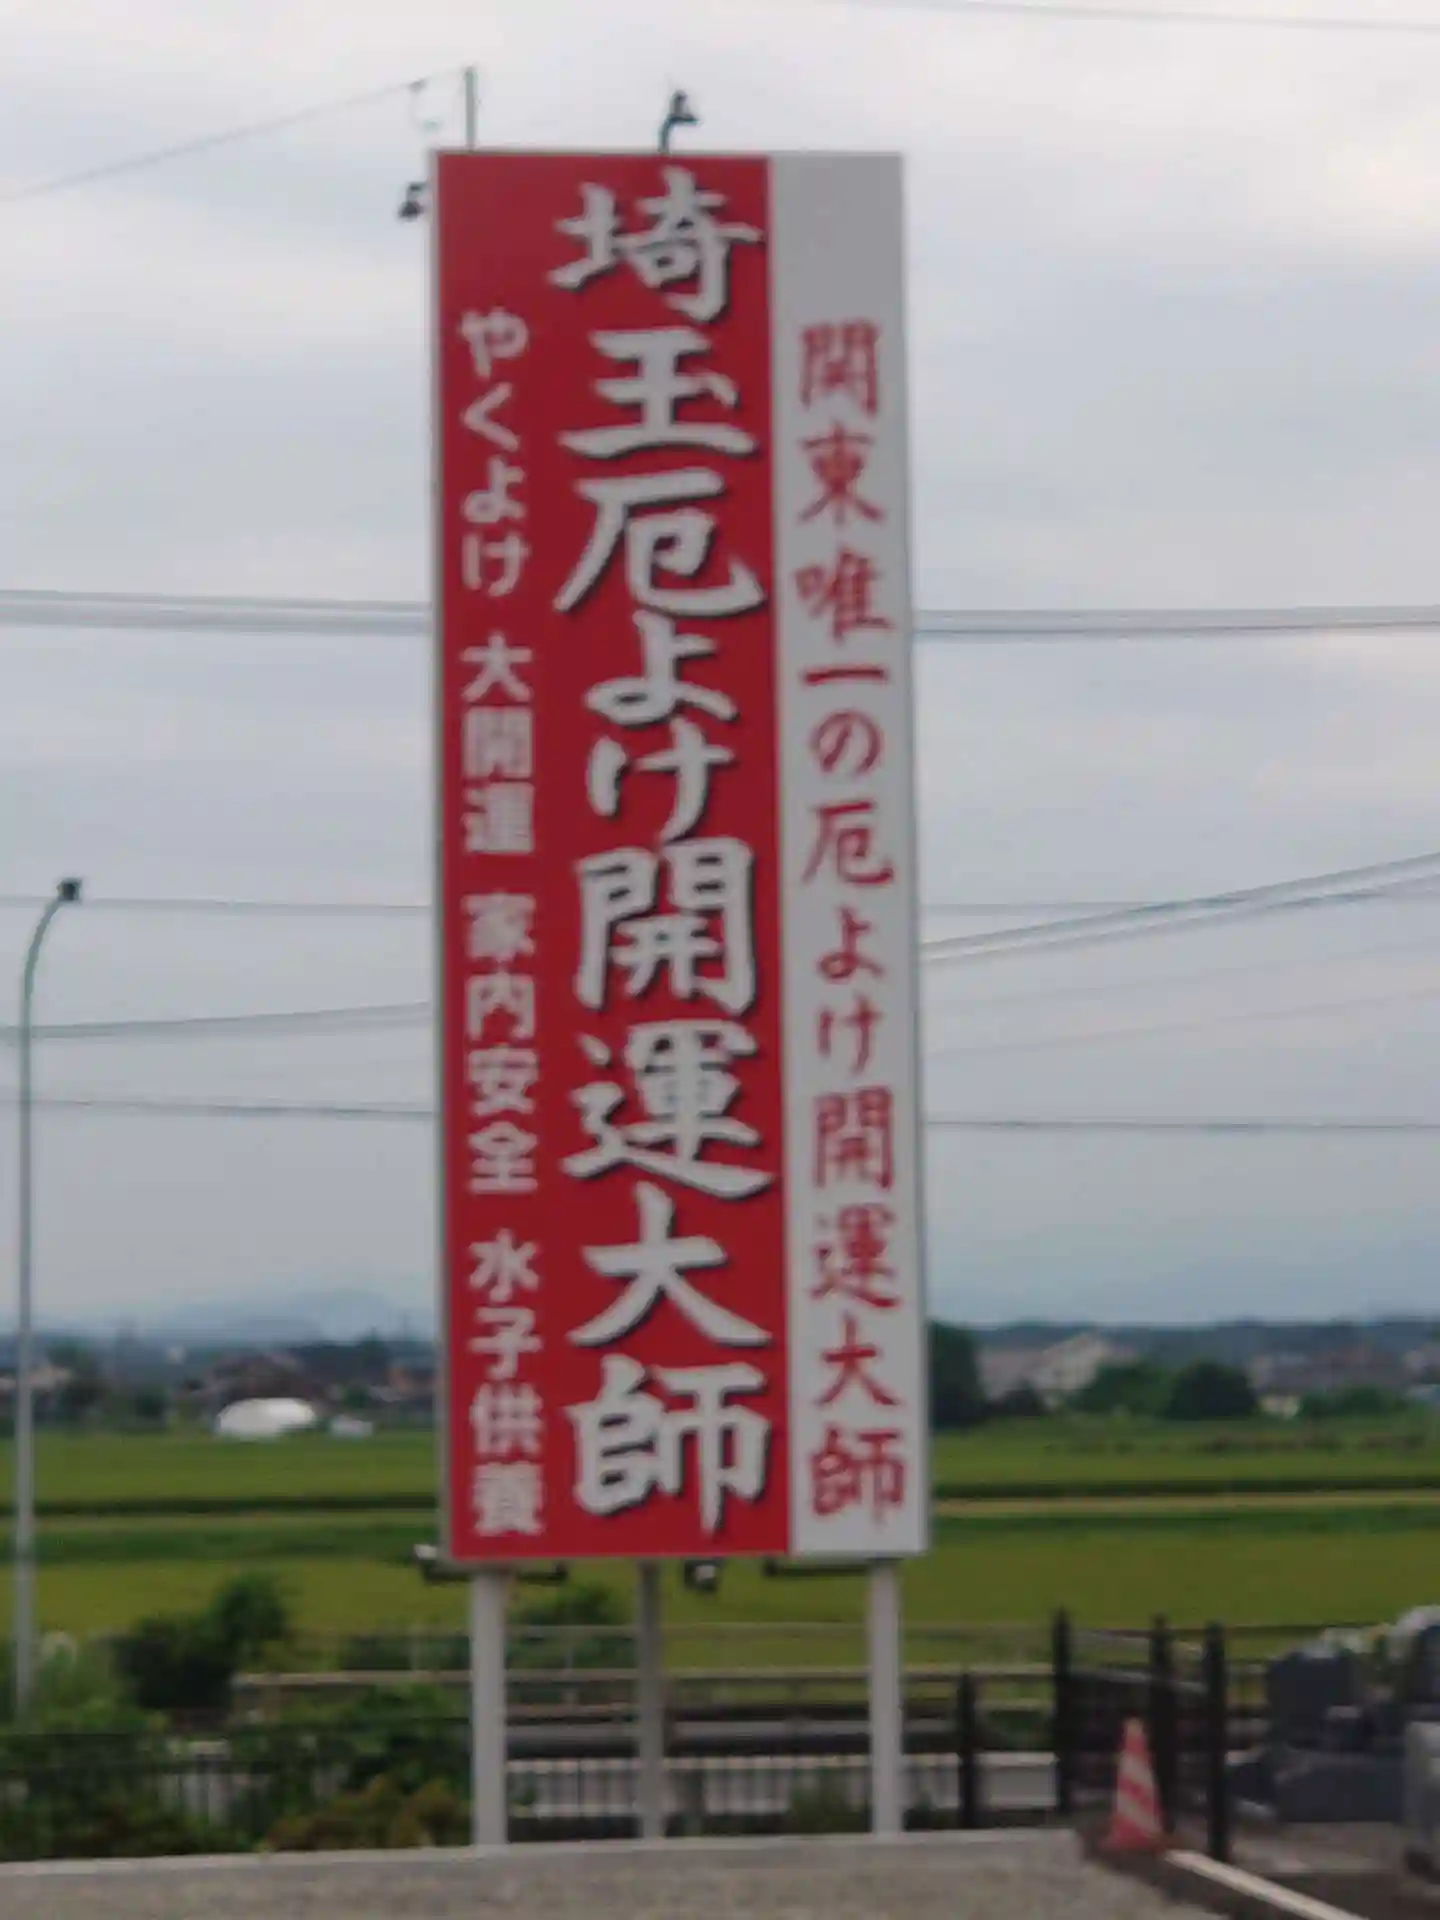 関東唯一の厄よけ開運大師
埼玉厄よけ開運大師
やくよけ 大開運 家内安全 水子供養